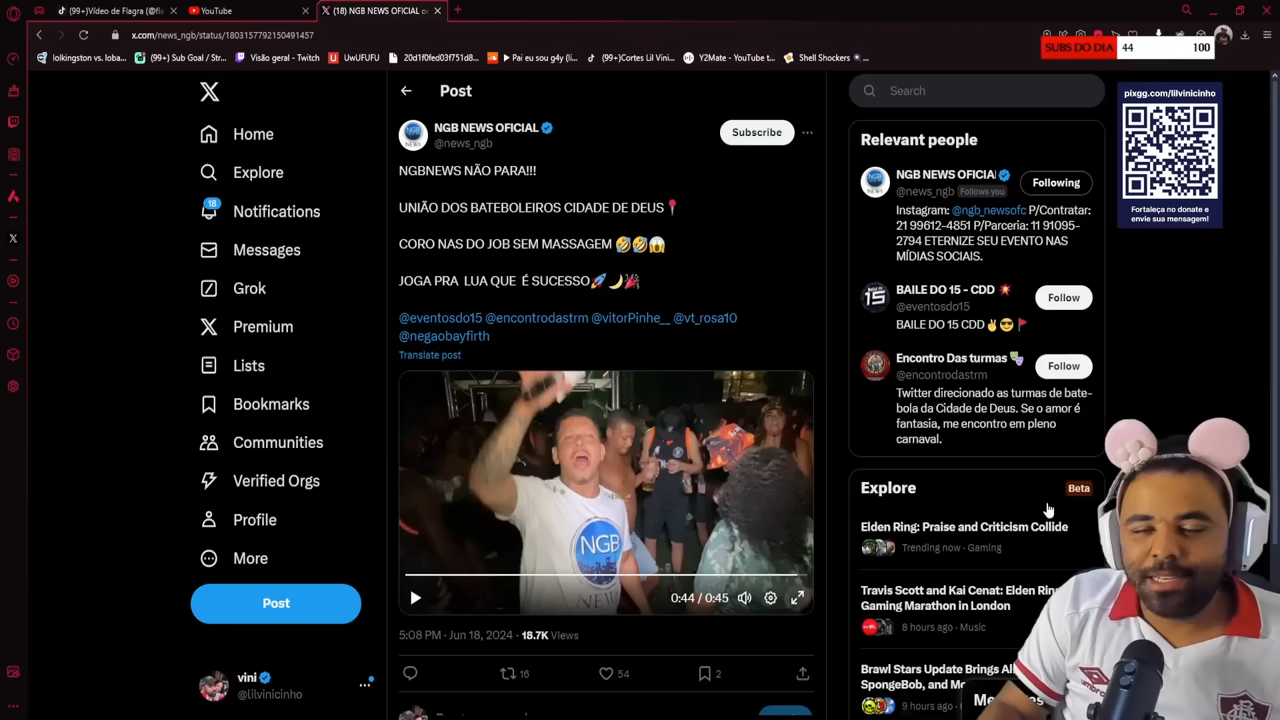 (99+)Vídeo de Flagra (@fla
YouTube
(18) NGB NEWS OFICIAL o
x.com/news_ngb/status/1803157792150491457
SUBS DO DIA 44 100
lolkingston vs. loba...
(99+) Sub Goal / Str...
Visão geral - Twitch
UwUFUFU
20d1f0fed03f751d8...
Pai eu sou g4y (li...
(99+)Cortes Lil Vini...
Y2Mate - YouTube t...
Shell Shockers
Home
Explore
18
Notifications
Messages
Grok
Premium
Lists
Bookmarks
Communities
Verified Orgs
Profile
More
Post
vini
@lilvinicinho
Post
NGB NEWS OFICIAL
@news_ngb
Subscribe
NGBNEWS NÃO PARA!!!
UNIÃO DOS BATEBOLEIROS CIDADE DE DEUS📍
CORO NAS DO JOB SEM MASSAGEM 🤣🤣😱
JOGA PRA LUA QUE É SUCESSO🚀🌙🎉
@eventosdo15 @encontrodastrm @vitorPinhe__ @vt_rosa10
@negaobayfirth
Translate post
NGB
NEW
0:44 / 0:45
5:08 PM · Jun 18, 2024 · 18.7K Views
16
54
2
Search
Relevant people
NGB NEWS OFICIAL
@news_ngb Follows you
Following
Instagram: @ngb_newsofc P/Contratar:
21 99612-4851 P/Parceria: 11 91095-
2794 ETERNIZE SEU EVENTO NAS
MÍDIAS SOCIAIS.
BAILE DO 15 - CDD 💥
@eventosdo15
Follow
15
BAILE DO 15 CDD✌😎🚩
Encontro Das turmas 🎭
@encontrodastrm
Follow
Twitter direcionado as turmas de bate-
bola da Cidade de Deus. Se o amor é
fantasia, me encontro em pleno
carnaval.
Explore
Beta
Elden Ring: Praise and Criticism Collide
Trending now · Gaming
Travis Scott and Kai Cenat: Elden Ring
Gaming Marathon in London
8 hours ago · Music
Brawl Stars Update Brings Al
SpongeBob, and Mo
9 hours ago
Me
pixgg.com/lilvinicinho
Fortaleça no donate e
envie sua mensagem!
umbro